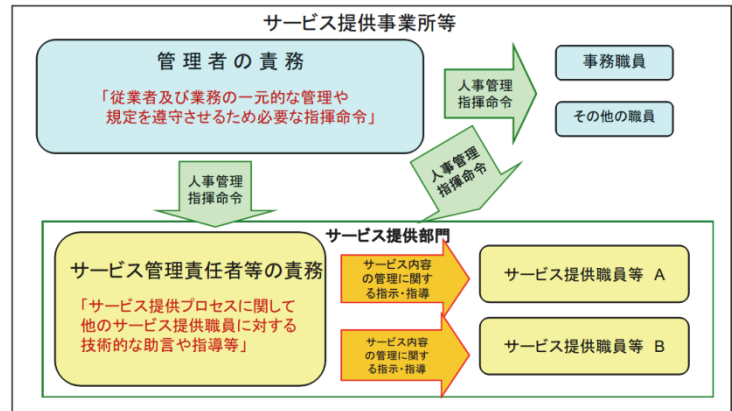 サービス提供事業所等
管理者の責務
「従業者及び業務の一元的な管理や
規定を遵守させるため必要な指揮命令」
人事管理
指揮命令
事務職員
その他の職員
人事管理
指揮命令
人事管理
指揮命令
サービス提供部門
サービス管理責任者等の責務
「サービス提供プロセスに関して
他のサービス提供職員に対する
技術的な助言や指導等」
サービス内容
の管理に関す
る指示・指導
サービス提供職員等 A
サービス内容
の管理に関す
る指示・指導
サービス提供職員等 B